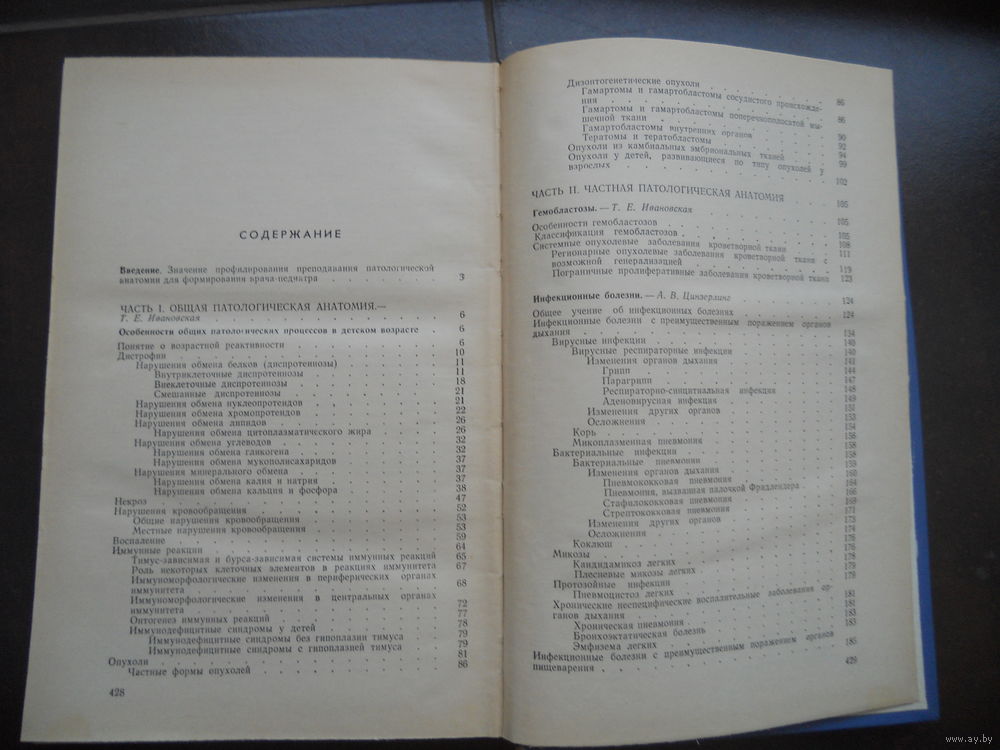 СОДЕРЖАНИЕ
Введение. Значение профилирования преподавания патологической
анатомии для формирования врача-педиатра 3
ЧАСТЬ I. ОБЩАЯ ПАТОЛОГИЧЕСКАЯ АНАТОМИЯ.—
Т. Е. Ивановская 6
Особенности общих патологических процессов в детском возрасте 6
Понятие о возрастной реактивности 6
Дистрофии 10
Нарушения обмена белков (диспротеинозы) 11
Внутриклеточные диспротеинозы 11
Внеклеточные диспротеинозы 18
Смешанные диспротеинозы 21
Нарушения обмена нуклеопротеидов 21
Нарушения обмена хромопротеидов 22
Нарушения обмена липидов 26
Нарушения обмена цитоплазматического жира 26
Нарушения обмена углеводов 32
Нарушения обмена гликогена 32
Нарушения обмена мукополисахаридов 37
Нарушения минерального обмена 37
Нарушения обмена калия и натрия 37
Нарушения обмена кальция и фосфора 38
Некроз 47
Нарушения кровообращения 52
Общие нарушения кровообращения 53
Местные нарушения кровообращения 53
Воспаление 59
Иммунные реакции 64
Тимус-зависимая и бурса-зависимая системы иммунных реакций 65
Роль некоторых клеточных элементов в реакциях иммунитета 67
Иммуноморфологические изменения в периферических органах
иммунитета 68
Иммуноморфологические изменения в центральных органах
иммунитета 72
Онтогенез иммунных реакций 77
Иммунодефицитные синдромы у детей 78
Иммунодефицитные синдромы без гипоплазии тимуса 79
Иммунодефицитные синдромы с гипоплазией тимуса 79
Опухоли 81
Частные формы опухолей 86
428
Дизонтогенетические опухоли 86
Гамартомы и гамартобластомы сосудистого происхожде-
ния 86
Гамартомы и гамартобластомы поперечнополосатой мы-
шечной ткани 90
Гамартобластомы внутренних органов 92
Тератомы и тератобластомы 94
Опухоли из камбиальных эмбриональных тканей 99
Опухоли у детей, развивающиеся по типу опухолей у
взрослых 102
ЧАСТЬ II. ЧАСТНАЯ ПАТОЛОГИЧЕСКАЯ АНАТОМИЯ 105
Гемобластозы. — Т. Е. Ивановская 105
Особенности гемобластозов 105
Классификация гемобластозов 108
Системные опухолевые заболевания кроветворной ткани 111
Регионарные опухолевые заболевания кроветворной ткани с
возможной генерализацией 119
Пограничные пролиферативные заболевания кроветворной ткани 123
Инфекционные болезни. — А. В. Цинзерлинг 124
Общее учение об инфекционных болезнях 124
Инфекционные болезни с преимущественным поражением органов
дыхания 134
Вирусные инфекции 140
Вирусные респираторные инфекции 140
Изменения органов дыхания
Грипп 144
Парагрипп 147
Респираторно-синцитиальная инфекция 148
Аденовирусная инфекция 149
Изменения других органов 151
Осложнения 154
Корь 156
Микоплазменная пневмония 158
Бактериальные инфекции 158
Бактериальные пневмонии 159
Изменения органов дыхания 160
Пневмококковая пневмония 164
Пневмония, вызванная палочкой Фридлендера 166
Стафилококковая пневмония 169
Стрептококковая пневмония 171
Изменения других органов
Осложнения
Коклюш 176
Микозы 178
Кандидамикоз легких 178
Плесневые микозы легких 179
Протозойные инфекции
Пневмоцистоз легких 181
Хронические неспецифические воспалительные заболевания ор-
ганов дыхания 181
Хроническая пневмония 183
Бронхоэктатическая болезнь 183
Эмфизема легких 185
Инфекционные болезни с преимущественным поражением органов
пищеварения
429
www.ay.by